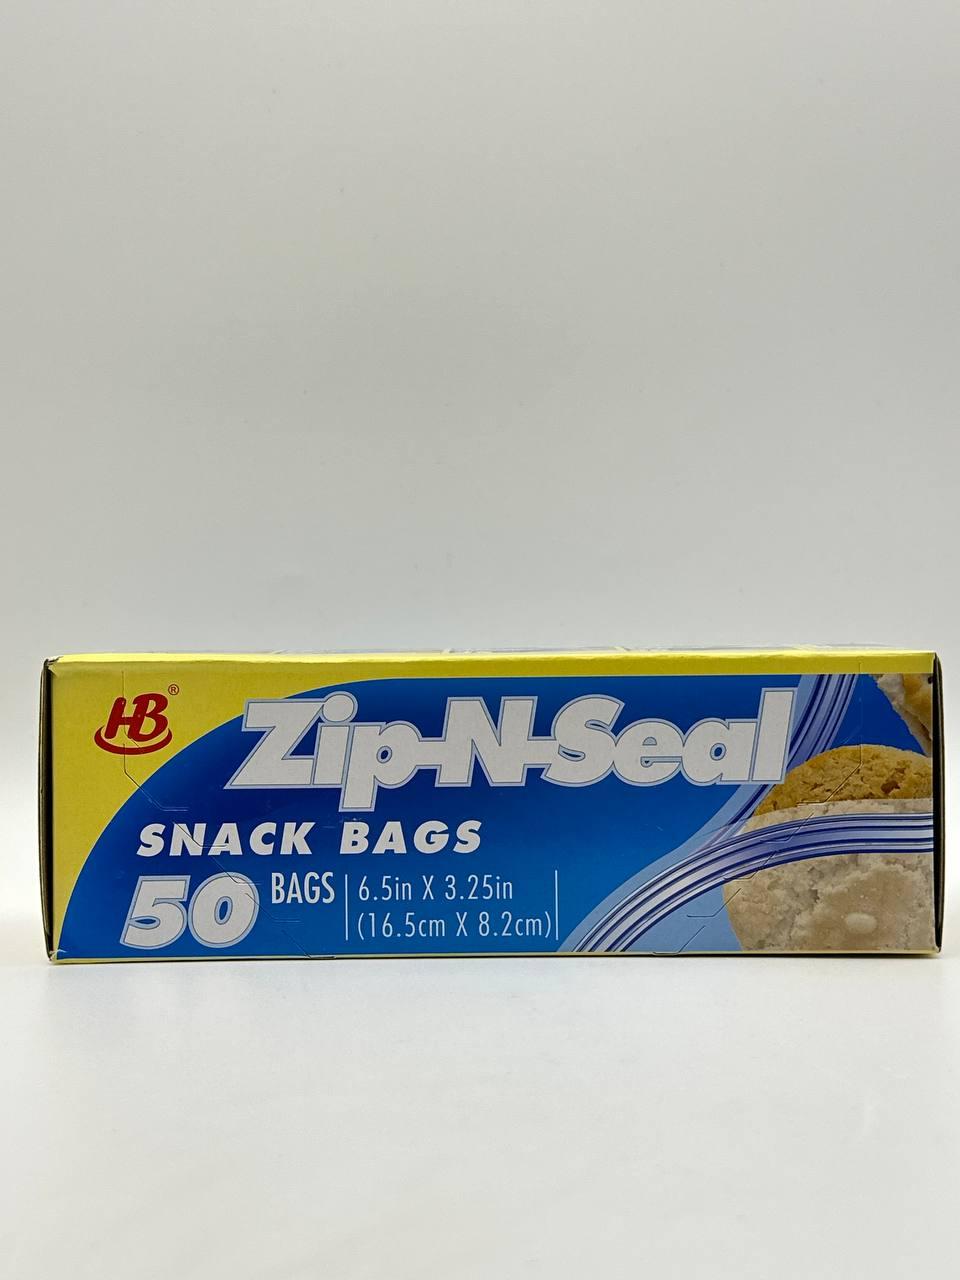 HB®
Zip-N-Seal
SNACK BAGS
50 BAGS
6.5in X 3.25in
(16.5cm X 8.2cm)